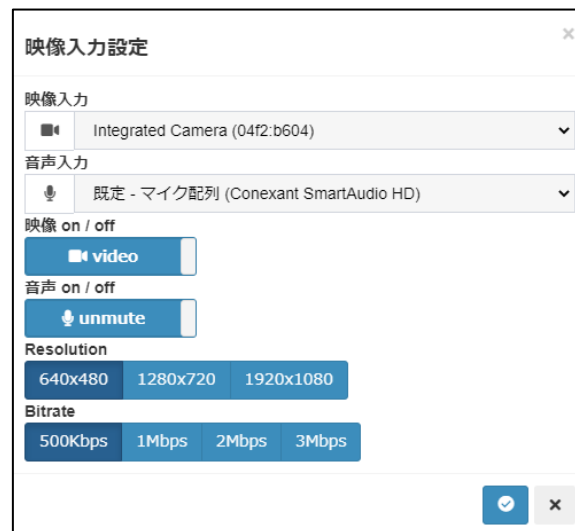 映像入力設定
×
映像入力
Integrated Camera (04f2:b604)
音声入力
既定 - マイク配列 (Conexant SmartAudio HD)
映像 on / off
video
音声 on / off
unmute
Resolution
640x480 1280x720 1920x1080
Bitrate
500Kbps 1Mbps 2Mbps 3Mbps